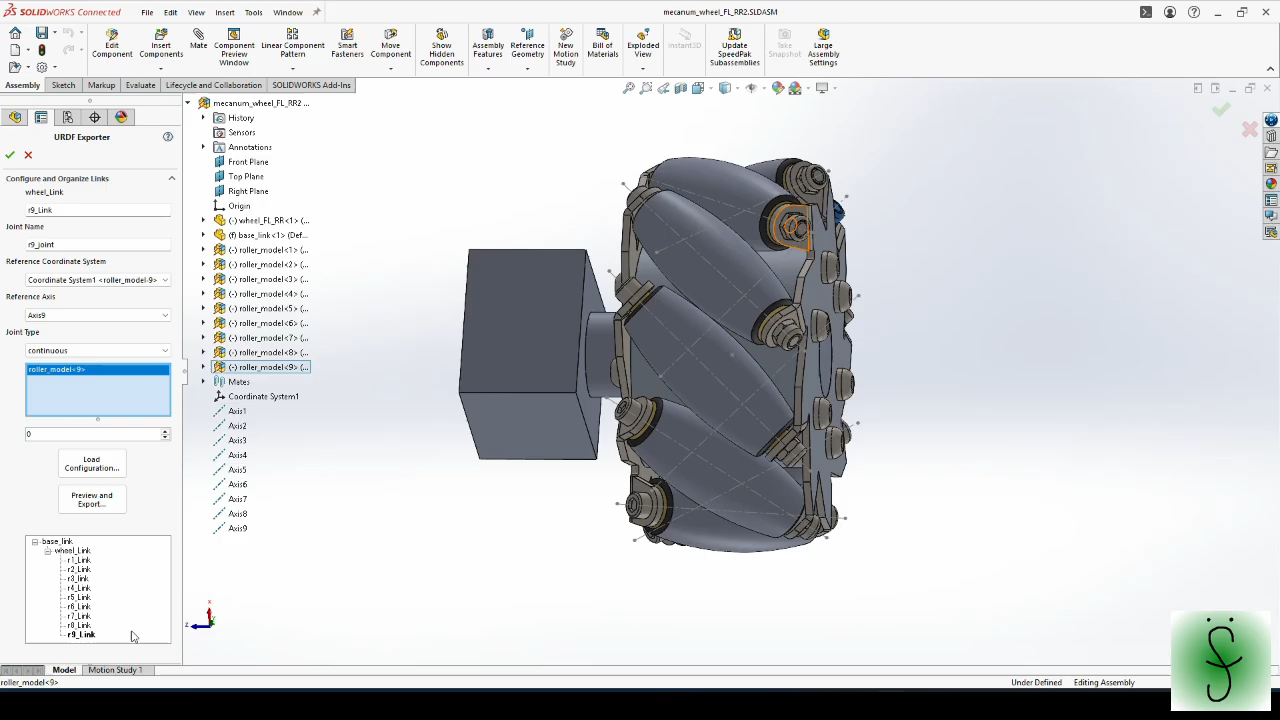 SOLIDWORKS Connected
File
Edit
View
Insert
Tools
Window
mecanum_wheel_FL_RR2.SLDASM
Edit Component
Insert Components
Mate
Component Preview Window
Linear Component Pattern
Smart Fasteners
Move Component
Show Hidden Components
Assembly Features
Reference Geometry
New Motion Study
Bill of Materials
Exploded View
Instant3D
Update SpeedPak Subassemblies
Take Snapshot
Large Assembly Settings
Assembly
Sketch
Markup
Evaluate
Lifecycle and Collaboration
SOLIDWORKS Add-Ins
URDF Exporter
Configure and Organize Links
wheel_Link
r9_Link
Joint Name
r9_joint
Reference Coordinate System
Coordinate System1 <roller_model-9>
Reference Axis
Axis9
Joint Type
continuous
roller_model<9>
0
Load Configuration...
Preview and Export...
base_link
wheel_Link
r1_Link
r2_Link
r3_link
r4_Link
r5_Link
r6_Link
r7_Link
r8_Link
r9_Link
mecanum_wheel_FL_RR2 ...
History
Sensors
Annotations
Front Plane
Top Plane
Right Plane
Origin
(-) wheel_FL_RR<1> (...
(f) base_link<1> (Def...
(-) roller_model<1> (...
(-) roller_model<2> (...
(-) roller_model<3> (...
(-) roller_model<4> (...
(-) roller_model<5> (...
(-) roller_model<6> (...
(-) roller_model<7> (...
(-) roller_model<8> (...
(-) roller_model<9> (...
Mates
Coordinate System1
Axis1
Axis2
Axis3
Axis4
Axis5
Axis6
Axis7
Axis8
Axis9
x
z
Model
Motion Study 1
roller_model<9>
Under Defined
Editing Assembly